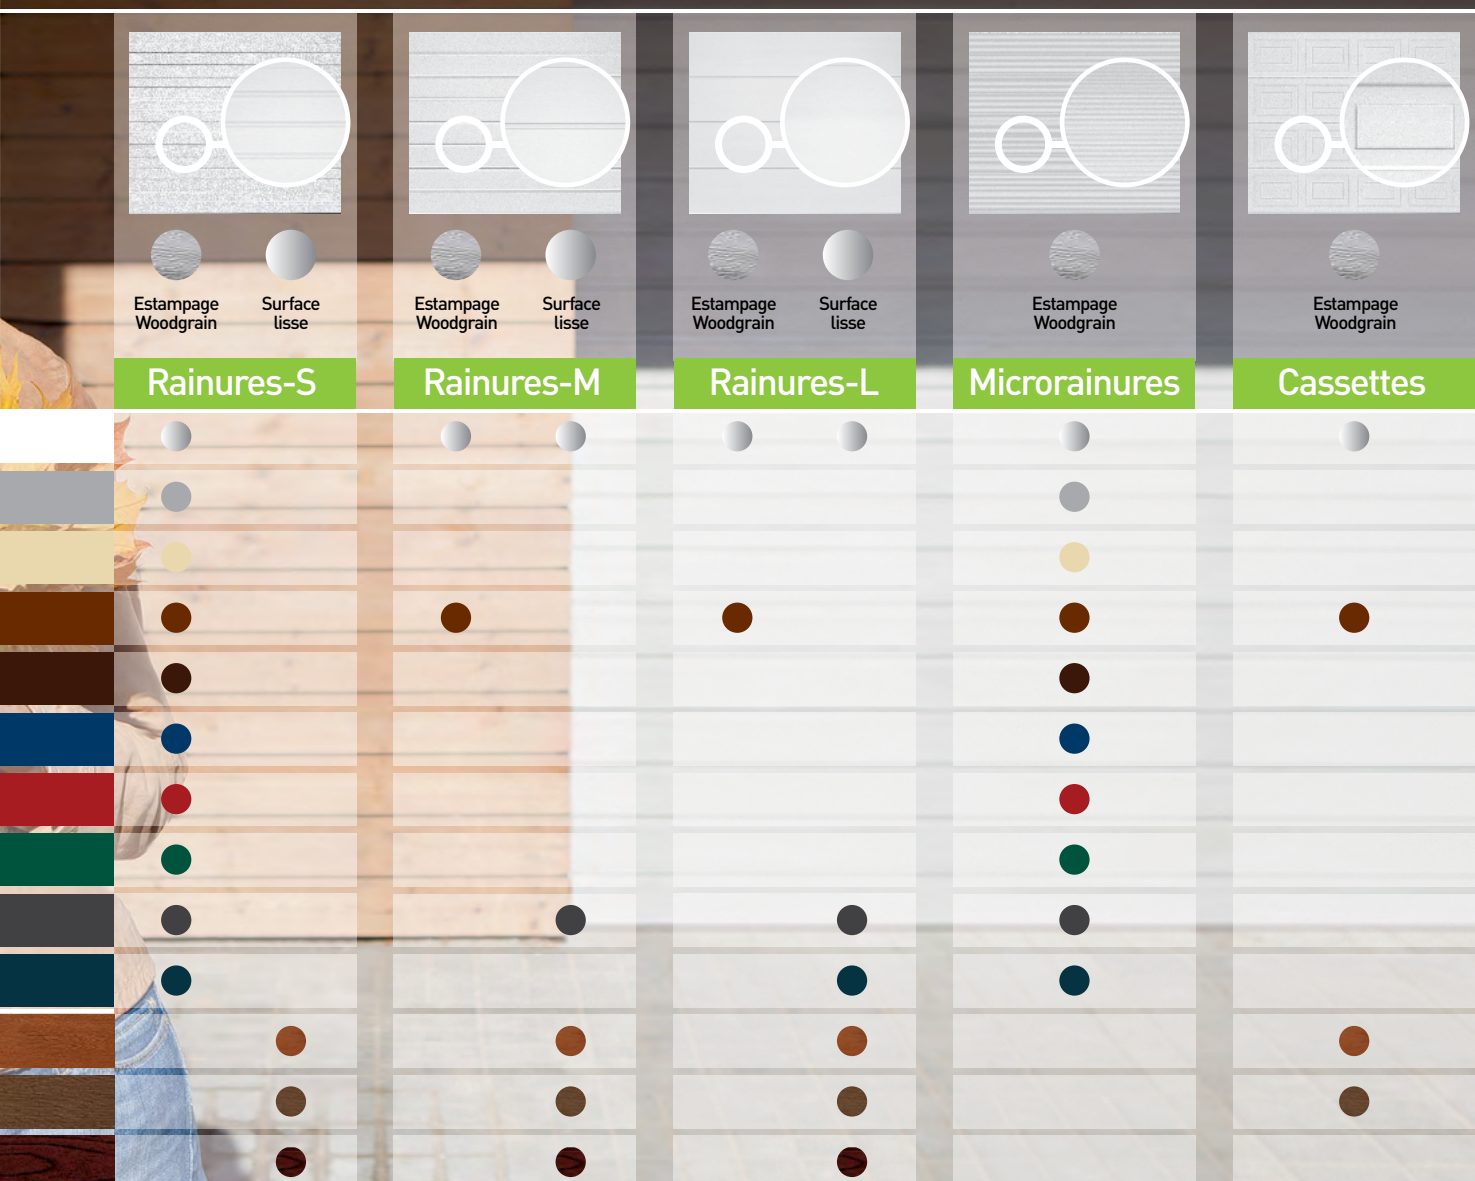 Estampage Woodgrain
Surface lisse
Estampage Woodgrain
Surface lisse
Estampage Woodgrain
Surface lisse
Estampage Woodgrain
Estampage Woodgrain
Rainures-S
Rainures-M
Rainures-L
Microrainures
Cassettes